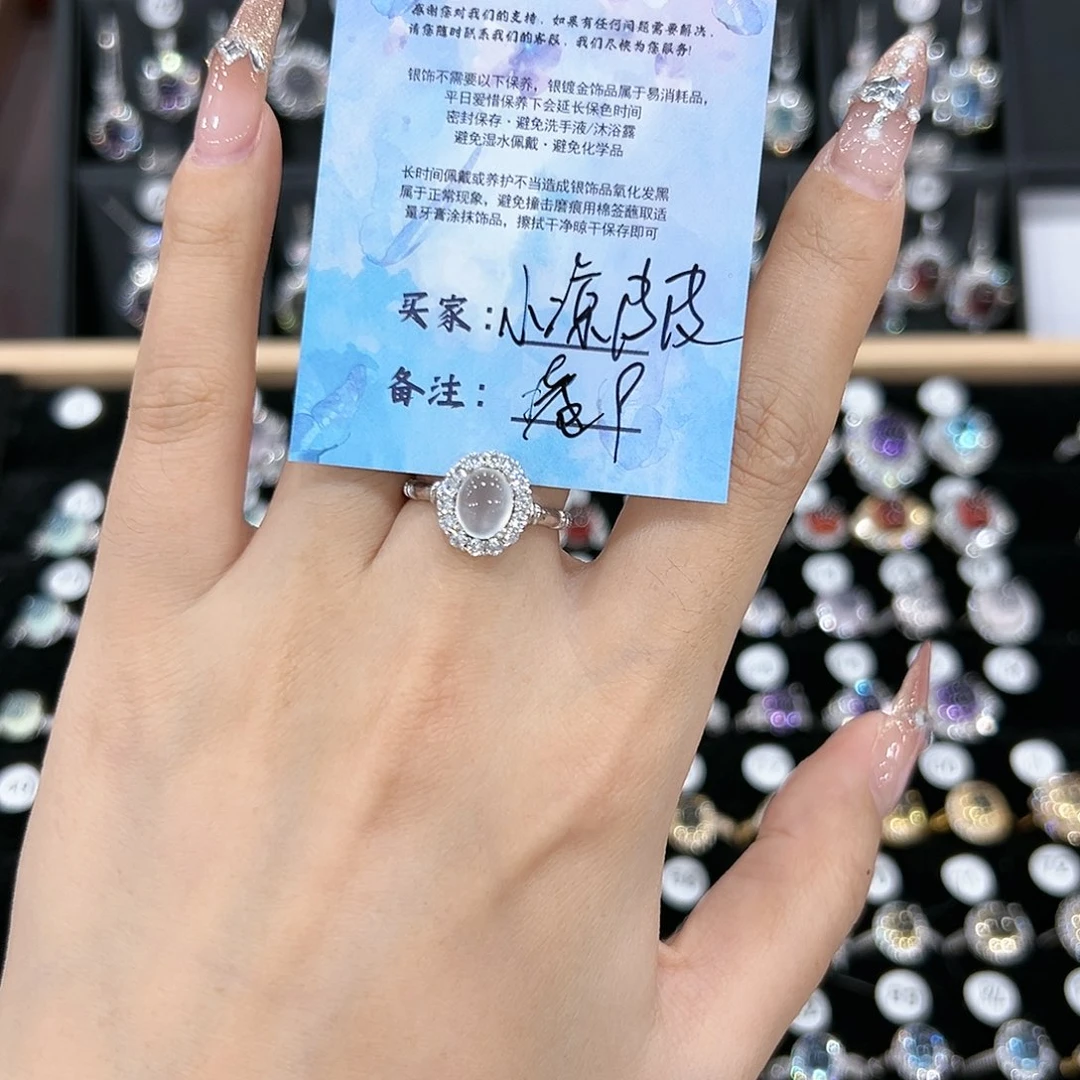 感谢您对我们的支持，如果有任何问题需要解决，
请您随时联系我们的客服，我们尽快为您服务！
银饰不需要以下保养，银镀金饰品属于易消耗品，
平日爱惜保养下会延长保色时间
密封保存·避免洗手液/沐浴露
避免湿水佩戴·避免化学品
长时间佩戴或养护不当造成银饰品氧化发黑
属于正常现象，避免撞击磨痕用棉签蘸取适
量牙膏涂抹饰品，擦拭干净晾干保存即可
买家：小凉皮皮
备注：